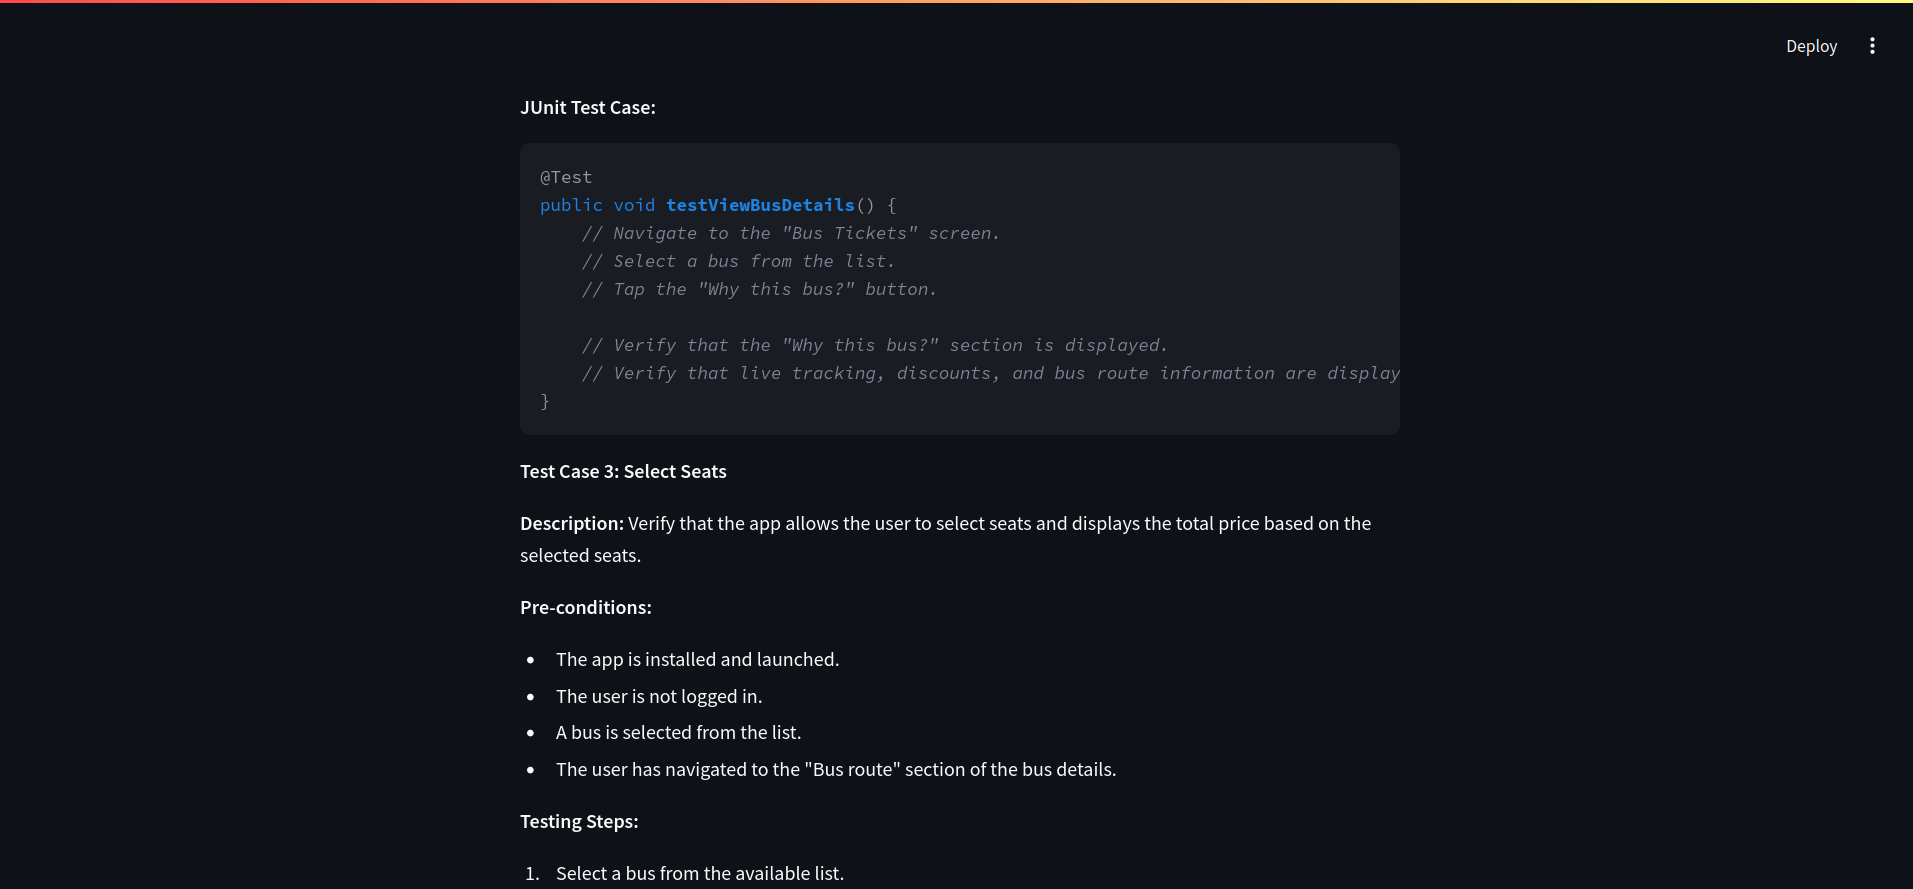 Deploy
JUnit Test Case:
@Test
public void testViewBusDetails() {
// Navigate to the "Bus Tickets" screen.
// Select a bus from the list.
// Tap the "Why this bus?" button.
// Verify that the "Why this bus?" section is displayed.
// Verify that live tracking, discounts, and bus route information are display
}
Test Case 3: Select Seats
Description: Verify that the app allows the user to select seats and displays the total price based on the
selected seats.
Pre-conditions:
• The app is installed and launched.
• The user is not logged in.
• A bus is selected from the list.
• The user has navigated to the "Bus route" section of the bus details.
Testing Steps:
1. Select a bus from the available list.